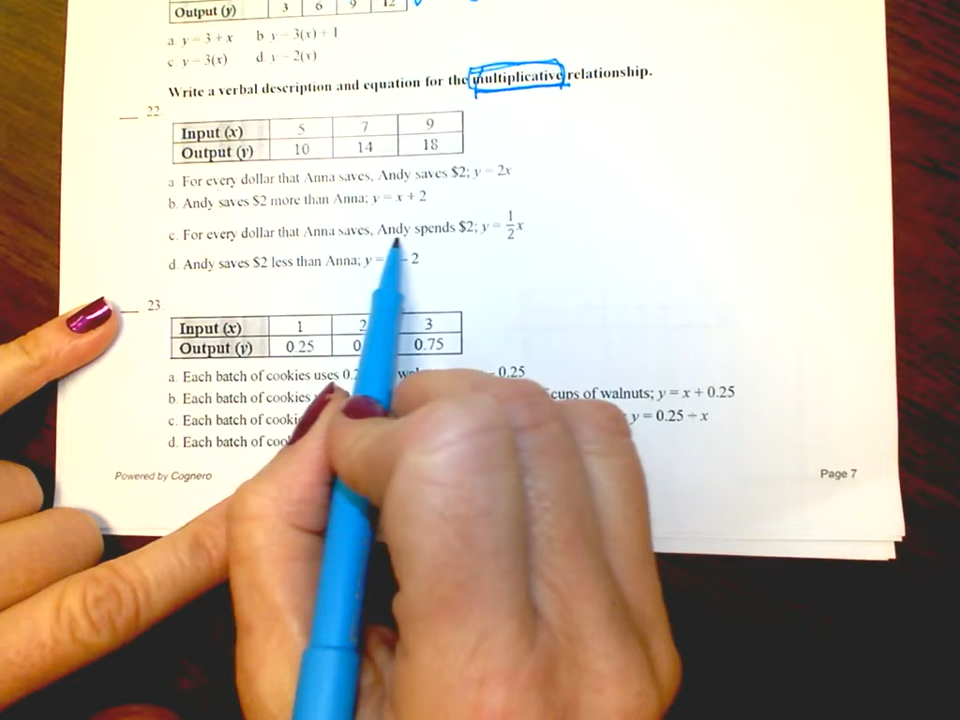 Output (y) 3 6 9 12
a. y = 3 + x b. y = 3(x) + 1
c. y = 3(x) d. y = 2(x)
Write a verbal description and equation for the multiplicative relationship.
22.
Input (x) 5 7 9
Output (y) 10 14 18
a. For every dollar that Anna saves, Andy saves $2; y = 2x
b. Andy saves $2 more than Anna; y = x + 2
c. For every dollar that Anna saves, Andy spends $2; y = 1/2 x
d. Andy saves $2 less than Anna; y = - 2
23.
Input (x) 1 2 3
Output (y) 0.25 0.75
a. Each batch of cookies uses 0.25
b. Each batch of cookies cups of walnuts; y = x + 0.25
c. Each batch of y = 0.25 ÷ x
d. Each batch of
Powered by Cognero Page 7